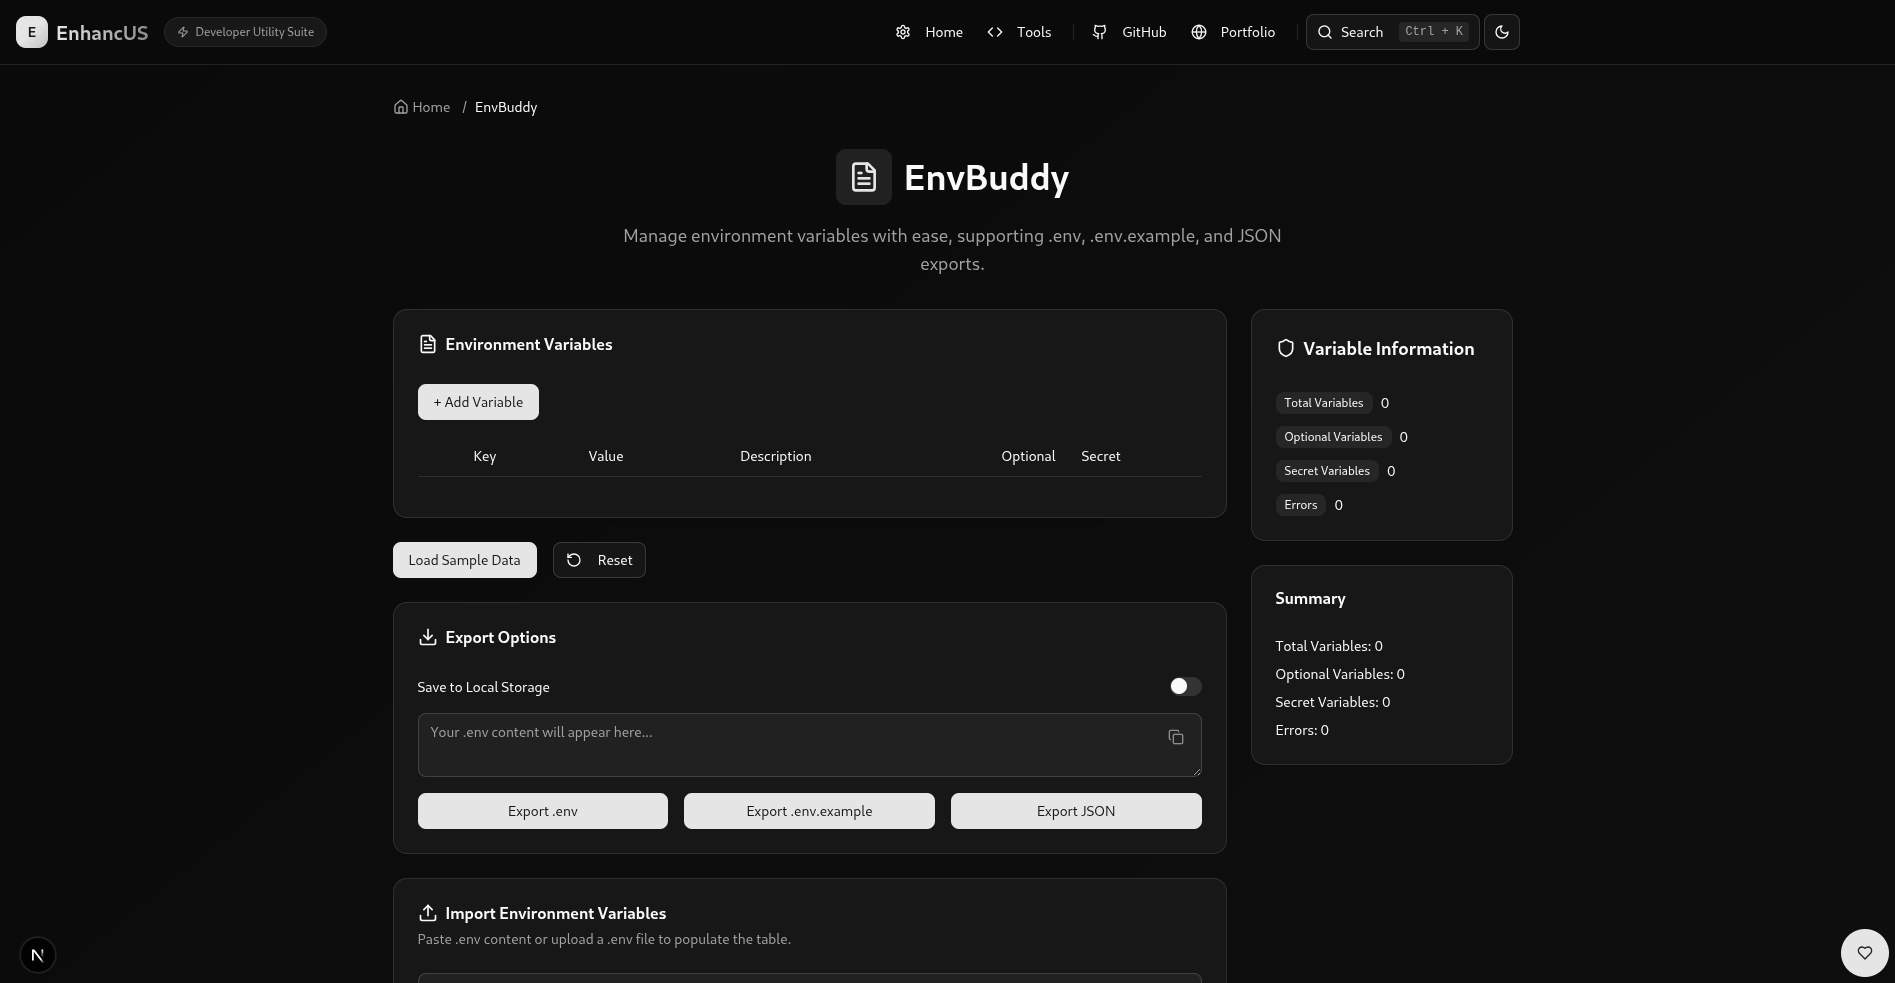 E EnhancUS Developer Utility Suite Home Tools GitHub Portfolio Search Ctrl + K
Home / EnvBuddy
EnvBuddy
Manage environment variables with ease, supporting .env, .env.example, and JSON
exports.
Environment Variables
+ Add Variable
Key Value Description Optional Secret
Load Sample Data Reset
Export Options
Save to Local Storage
Your .env content will appear here...
Export .env Export .env.example Export JSON
Import Environment Variables
Paste .env content or upload a .env file to populate the table.
Variable Information
Total Variables 0
Optional Variables 0
Secret Variables 0
Errors 0
Summary
Total Variables: 0
Optional Variables: 0
Secret Variables: 0
Errors: 0
N